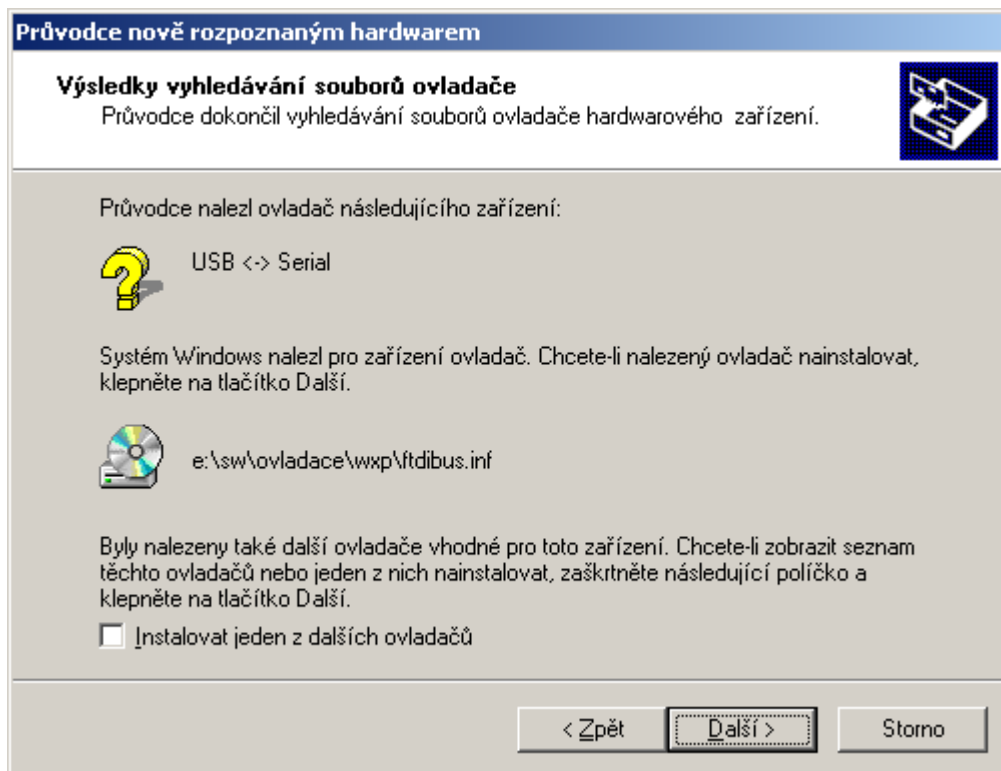 Průvodce nově rozpoznaným hardwarem
Výsledky vyhledávání souborů ovladače
Průvodce dokončil vyhledávání souborů ovladače hardwarového  zařízení.
Průvodce nalezl ovladač následujícího zařízení:
USB <-> Serial
Systém Windows nalezl pro zařízení ovladač. Chcete-li nalezený ovladač nainstalovat,
klepněte na tlačítko Další.
e:\sw\ovladace\wxp\ftdibus.inf
Byly nalezeny také další ovladače vhodné pro toto zařízení. Chcete-li zobrazit seznam
těchto ovladačů nebo jeden z nich nainstalovat, zaškrtněte následující políčko a
klepněte na tlačítko Další.
Instalovat jeden z dalších ovladačů
< Zpět Další > Storno